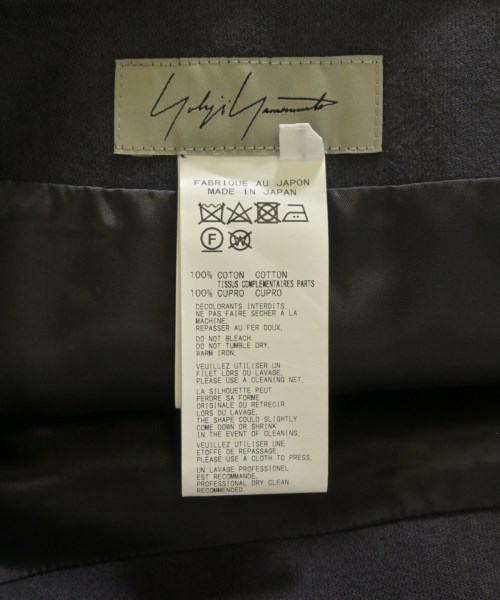 Yohji Yamamoto
FABRIQUE AU JAPON
MADE IN JAPAN
F W
100% COTON COTTON
TISSUS COMPLEMENTAIRES PARTS
100% CUPRO CUPRO
DECOLORANTS INTERDITS.
NE PAS FAIRE SECHER A LA
MACHINE.
REPASSER AU FER DOUX.
DO NOT BLEACH.
DO NOT TUMBLE DRY.
WARM IRON.
VEUILLEZ UTILISER UN
FILET LORS DU LAVAGE.
PLEASE USE A CLEANING NET.
LA SILHOUETTE PEUT
PERDRE SA FORME
ORIGINALE OU RETRECIR
LORS DU LAVAGE.
THE SHAPE COULD SLIGHTLY
COME DOWN OR SHRINK
IN THE EVENT OF CLEANING.
VEUILLEZ UTILISER UNE
ETOFFE DE REPASSAGE.
PLEASE USE A CLOTH TO PRESS.
UN LAVAGE PROFESSIONEL
EST RECOMMANDE.
PROFESSIONAL DRY CLEAN
RECOMMENDED.